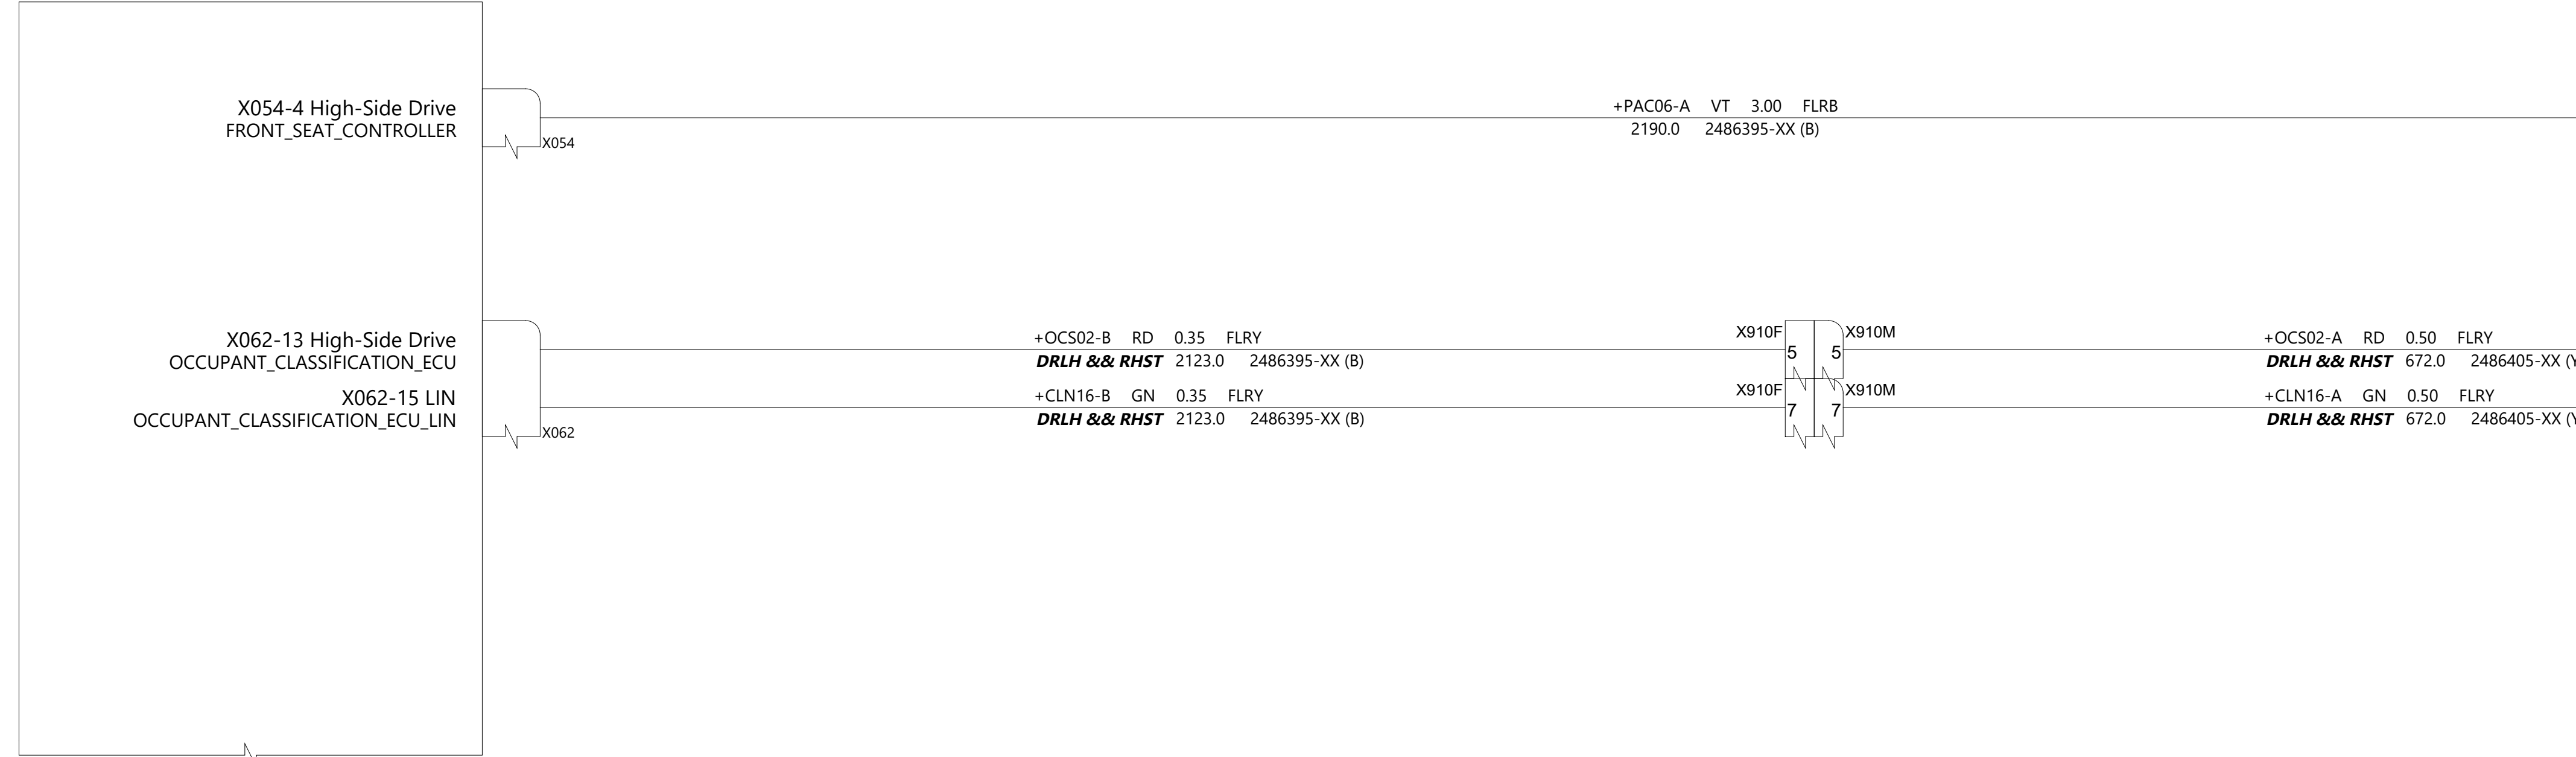 X054-4 High-Side Drive
FRONT_SEAT_CONTROLLER
X054
+PAC06-A VT 3.00 FLRB
2190.0 2486395-XX (B)
X062-13 High-Side Drive
OCCUPANT_CLASSIFICATION_ECU
+OCS02-B RD 0.35 FLRY
DRLH && RHST 2123.0 2486395-XX (B)
X910F
5
5
X910M
+OCS02-A RD 0.50 FLRY
DRLH && RHST 672.0 2486405-XX (Y
X062-15 LIN
OCCUPANT_CLASSIFICATION_ECU_LIN
X062
+CLN16-B GN 0.35 FLRY
DRLH && RHST 2123.0 2486395-XX (B)
X910F
7
7
X910M
+CLN16-A GN 0.50 FLRY
DRLH && RHST 672.0 2486405-XX (Y